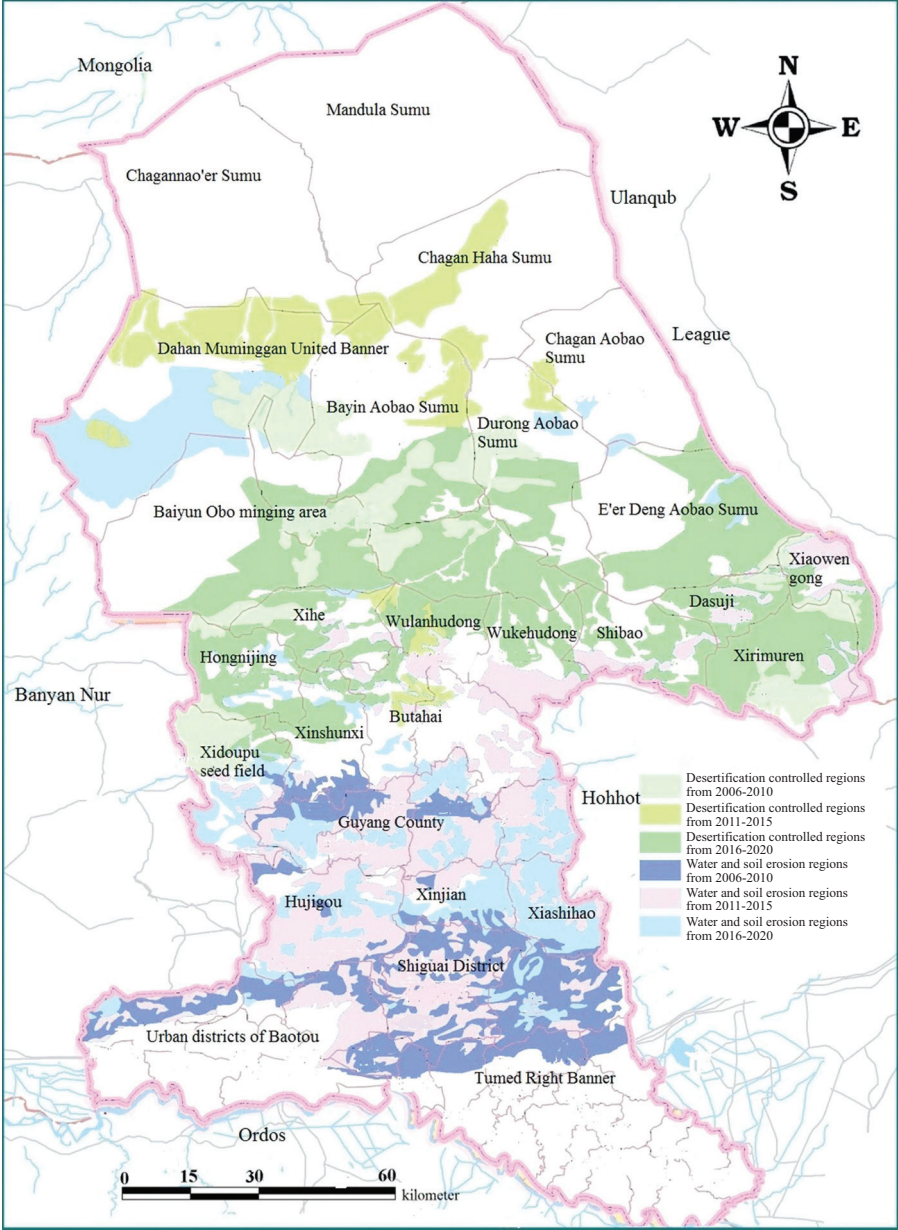 Mongolia
N
W
E
S
Mandula Sumu
Chagannao'er Sumu
Ulanqub
Chagan Haha Sumu
League
Chagan Aobao
Sumu
Dahan Muminggan United Banner
Bayin Aobao Sumu
Durong Aobao
Sumu
Baiyun Obo minging area
E'er Deng Aobao Sumu
Xiaowen
gong
Dasuji
Xihe
Wulanhudong
Wukehudong
Shibao
Hongnijing
Xirimuren
Banyan Nur
Butahai
Xinshunxi
Xidoupu
seed field
Hohhot
Desertification controlled regions
from 2006-2010
Desertification controlled regions
from 2011-2015
Desertification controlled regions
from 2016-2020
Water and soil erosion regions
from 2006-2010
Water and soil erosion regions
from 2011-2015
Water and soil erosion regions
from 2016-2020
Guyang County
Hujigou
Xinjian
Xiashihao
Shiguai District
Urban districts of Baotou
Tumed Right Banner
Ordos
0 15 30 60
kilometer